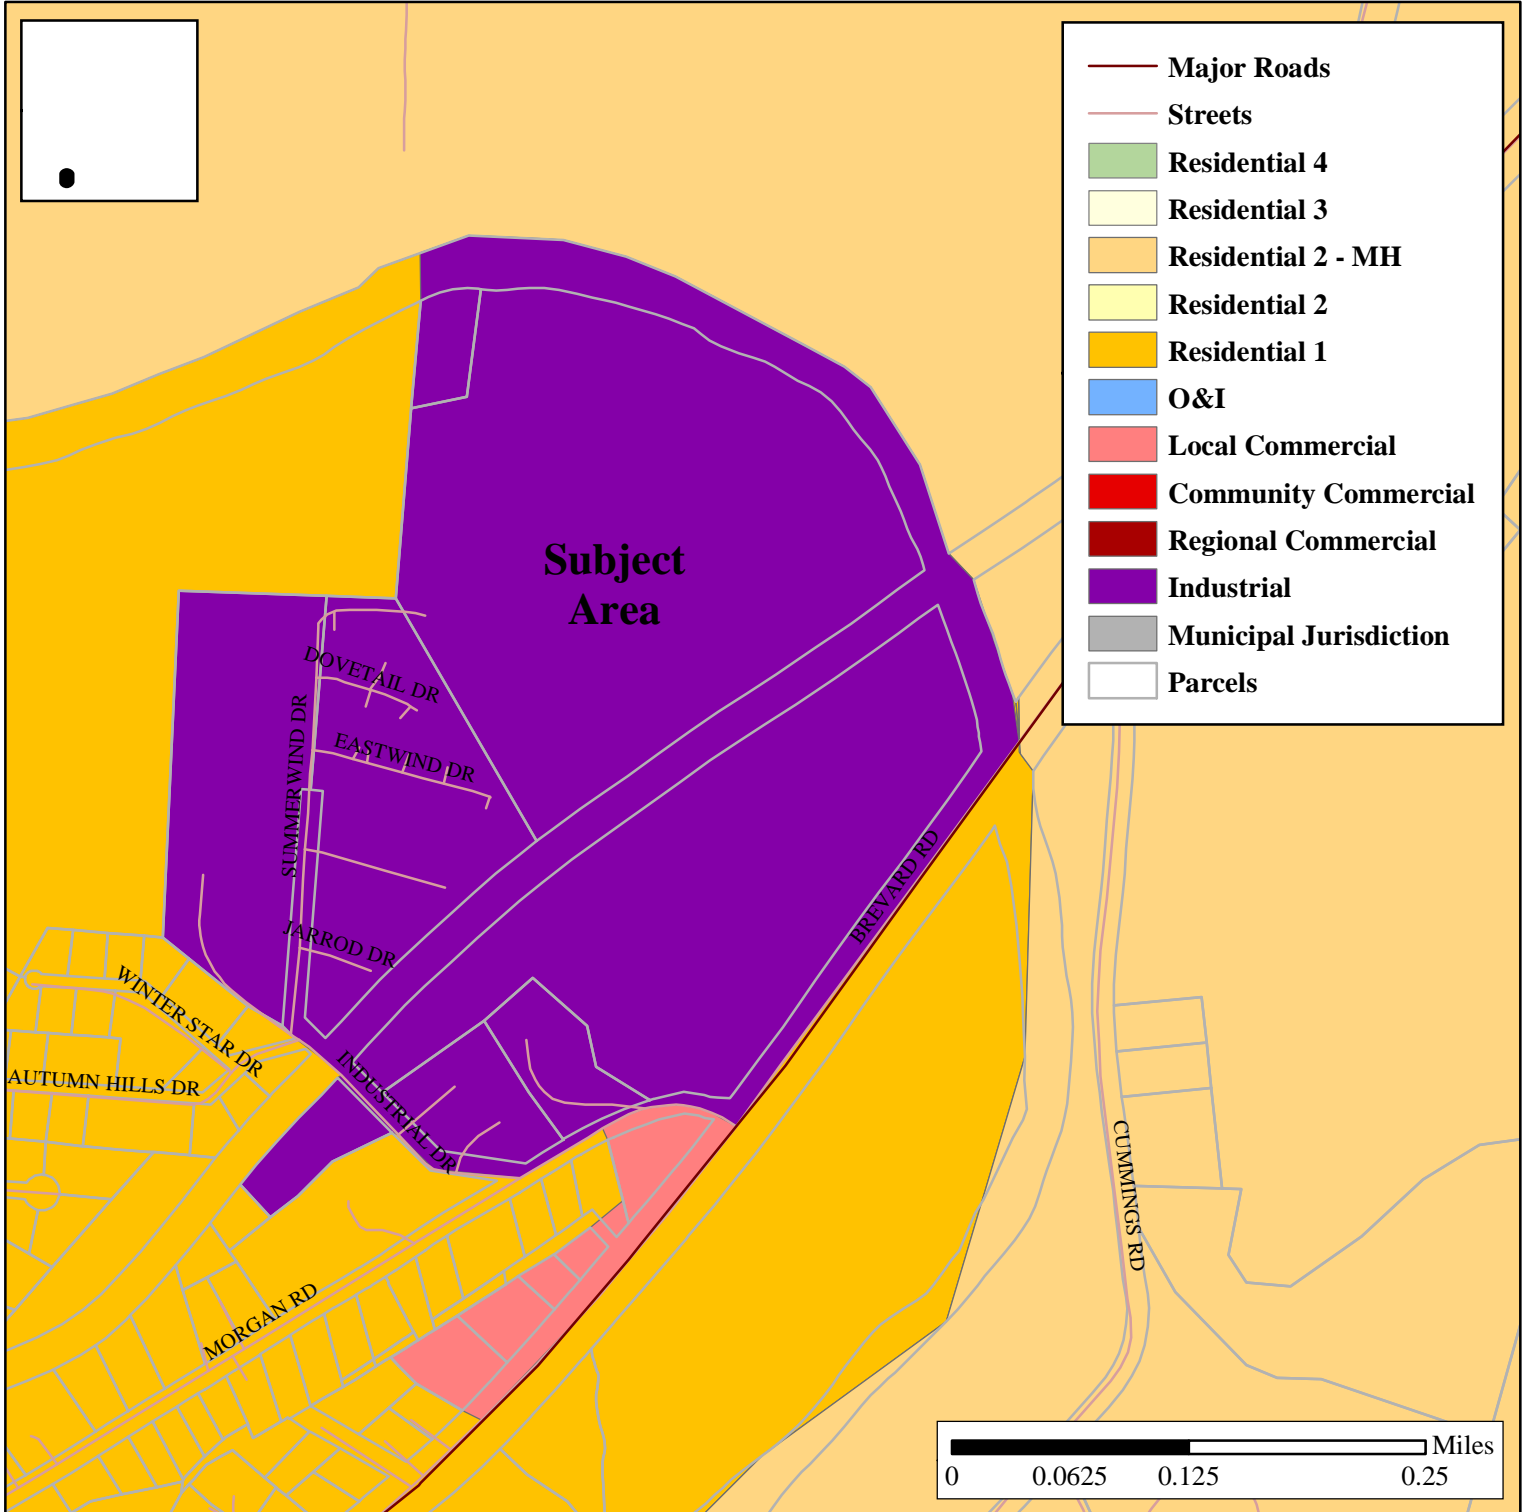 Major Roads
Streets
Residential 4
Residential 3
Residential 2 - MH
Residential 2
Residential 1
O&I
Local Commercial
Community Commercial
Regional Commercial
Industrial
Municipal Jurisdiction
Parcels
Subject
Area
DOVETAIL DR
SUMMERWIND DR
EASTWIND DR
BREVARD RD
JARROD DR
WINTER STAR DR
INDUSTRIAL DR
AUTUMN HILLS DR
CUMMINGS RD
MORGAN RD
Miles
0 0.0625 0.125 0.25